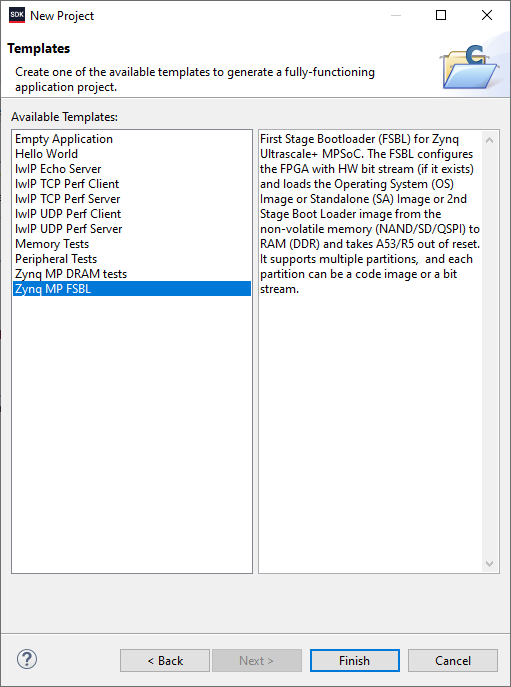 SDK New Project
Templates
Create one of the available templates to generate a fully-functioning
application project.
C
Available Templates:
Empty Application
Hello World
lwIP Echo Server
lwIP TCP Perf Client
lwIP TCP Perf Server
lwIP UDP Perf Client
lwIP UDP Perf Server
Memory Tests
Peripheral Tests
Zynq MP DRAM tests
Zynq MP FSBL
First Stage Bootloader (FSBL) for Zynq
Ultrascale+ MPSoC. The FSBL configures
the FPGA with HW bit stream (if it exists)
and loads the Operating System (OS)
Image or Standalone (SA) Image or 2nd
Stage Boot Loader image from the
non-volatile memory (NAND/SD/QSPI) to
RAM (DDR) and takes A53/R5 out of reset.
It supports multiple partitions,  and each
partition can be a code image or a bit
stream.
?
< Back
Next >
Finish
Cancel